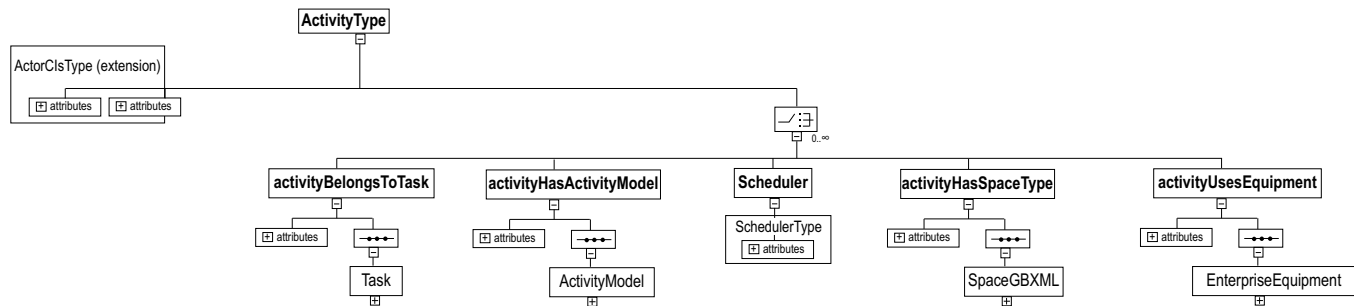 ActivityType
ActorClsType (extension)
attributes
attributes
0..∞
activityBelongsToTask
activityHasActivityModel
Scheduler
activityHasSpaceType
activityUsesEquipment
attributes
attributes
SchedulerType
attributes
attributes
attributes
Task
ActivityModel
SpaceGBXML
EnterpriseEquipment